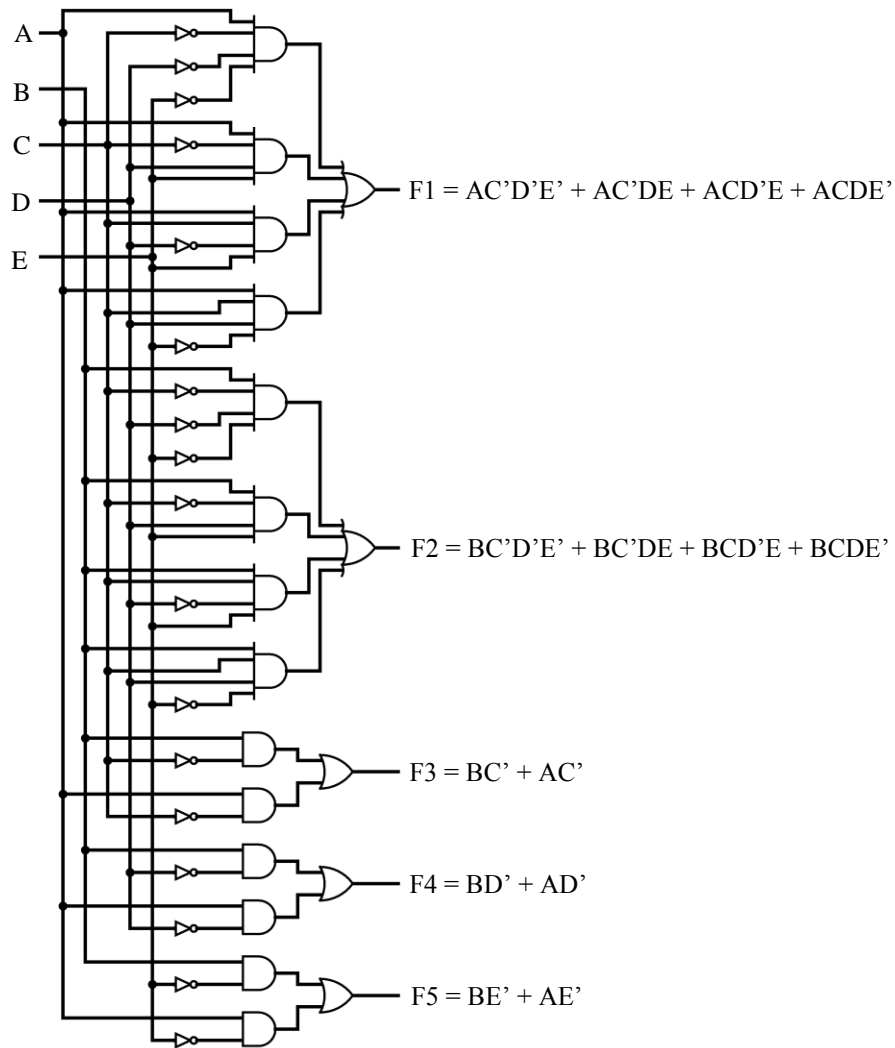 A
B
C
D
E
F1 = AC’D’E’ + AC’DE + ACD’E + ACDE’
F2 = BC’D’E’ + BC’DE + BCD’E + BCDE’
F3 = BC’ + AC’
F4 = BD’ + AD’
F5 = BE’ + AE’